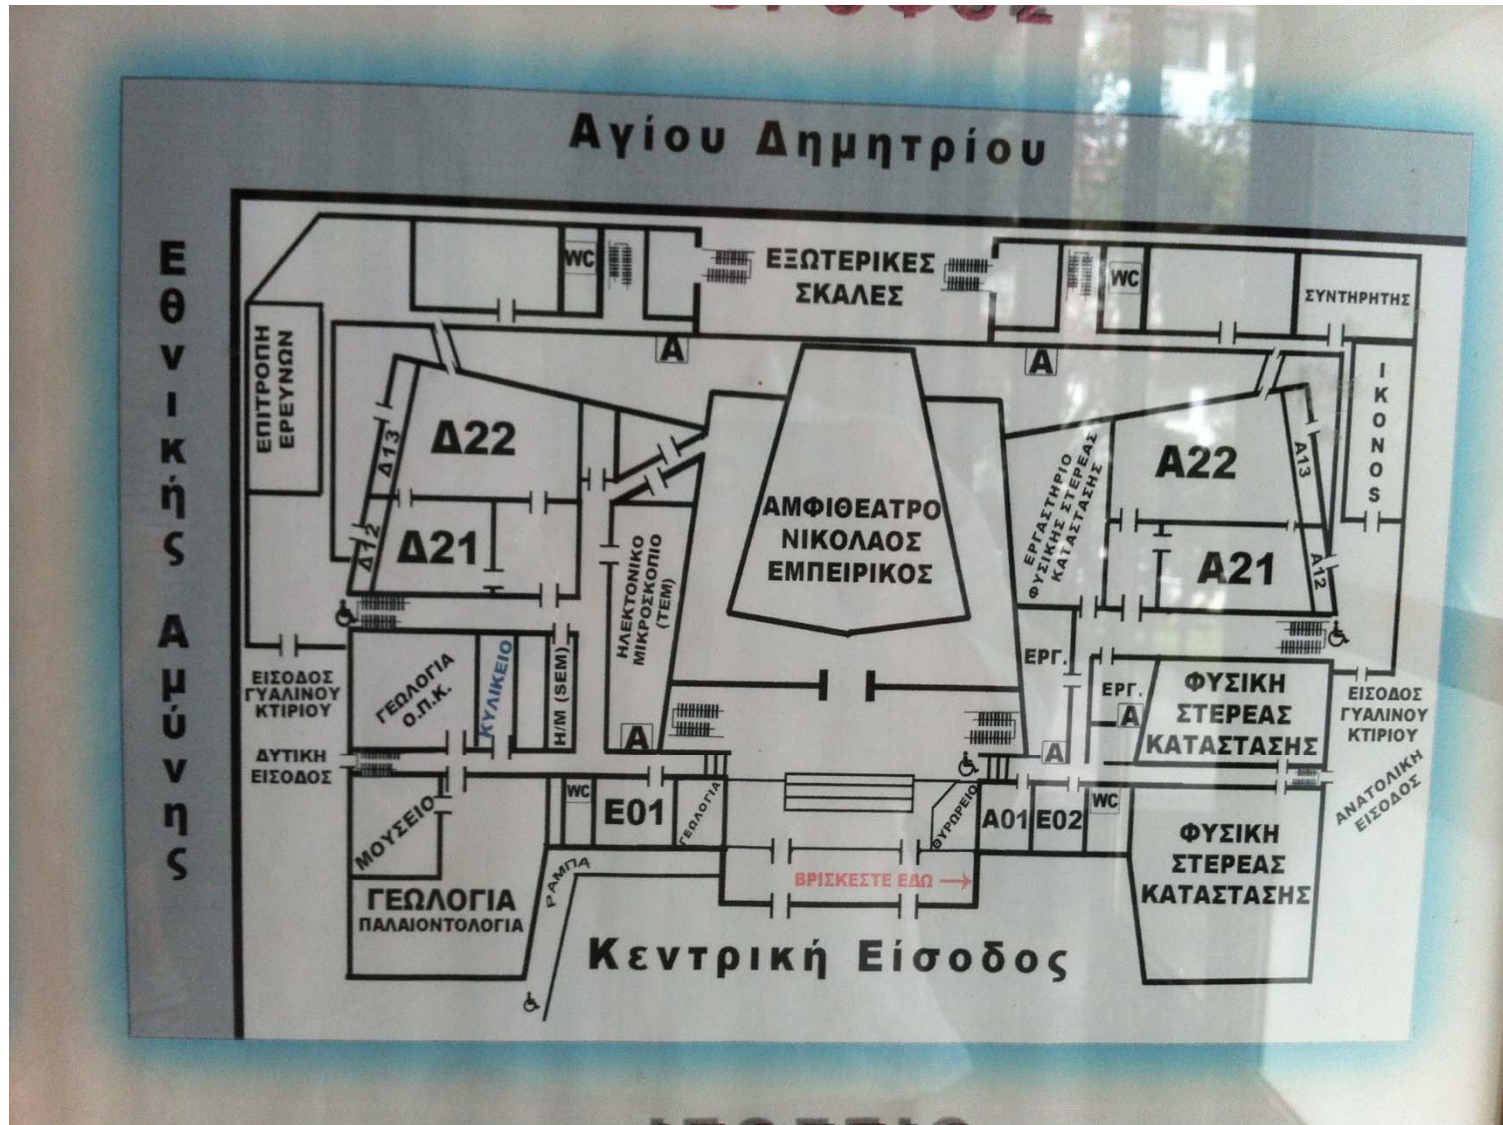 Αγίου Δημητρίου
Εθνικής Αμύνης
WC
ΕΞΩΤΕΡΙΚΕΣ
ΣΚΑΛΕΣ
WC
ΣΥΝΤΗΡΗΤΗΣ
ΕΠΙΤΡΟΠΗ
ΕΡΕΥΝΩΝ
Α
Α
IKONOS
Δ13
Δ22
Α22
Α13
ΕΡΓΑΣΤΗΡΙΟ
ΦΥΣΙΚΗΣ ΣΤΕΡΕΑΣ
ΚΑΤΑΣΤΑΣΗΣ
ΑΜΦΙΘΕΑΤΡΟ
ΝΙΚΟΛΑΟΣ
ΕΜΠΕΙΡΙΚΟΣ
Δ12
Δ21
Α21
Α12
ΗΛΕΚΤΟΝΙΚΟ
ΜΙΚΡΟΣΚΟΠΙΟ
(ΤΕΜ)
ΕΙΣΟΔΟΣ
ΓΥΑΛΙΝΟΥ
ΚΤΙΡΙΟΥ
ΓΕΩΛΟΓΙΑ
Ο.Π.Κ.
ΚΥΛΙΚΕΙΟ
Η/Μ (SEM)
Α
ΕΡΓ.
ΕΡΓ.
Α
Α
ΦΥΣΙΚΗ
ΣΤΕΡΕΑΣ
ΚΑΤΑΣΤΑΣΗΣ
ΕΙΣΟΔΟΣ
ΓΥΑΛΙΝΟΥ
ΚΤΙΡΙΟΥ
ΔΥΤΙΚΗ
ΕΙΣΟΔΟΣ
ΑΝΑΤΟΛΙΚΗ
ΕΙΣΟΔΟΣ
ΜΟΥΣΕΙΟ
WC
Ε01
ΓΕΩΛΟΓΙΑ
ΘΥΡΩΡΕΙΟ
Α01
Ε02
WC
ΦΥΣΙΚΗ
ΣΤΕΡΕΑΣ
ΚΑΤΑΣΤΑΣΗΣ
ΡΑΜΠΑ
ΒΡΙΣΚΕΣΤΕ ΕΔΩ
ΓΕΩΛΟΓΙΑ
ΠΑΛΑΙΟΝΤΟΛΟΓΙΑ
Κεντρική Είσοδος